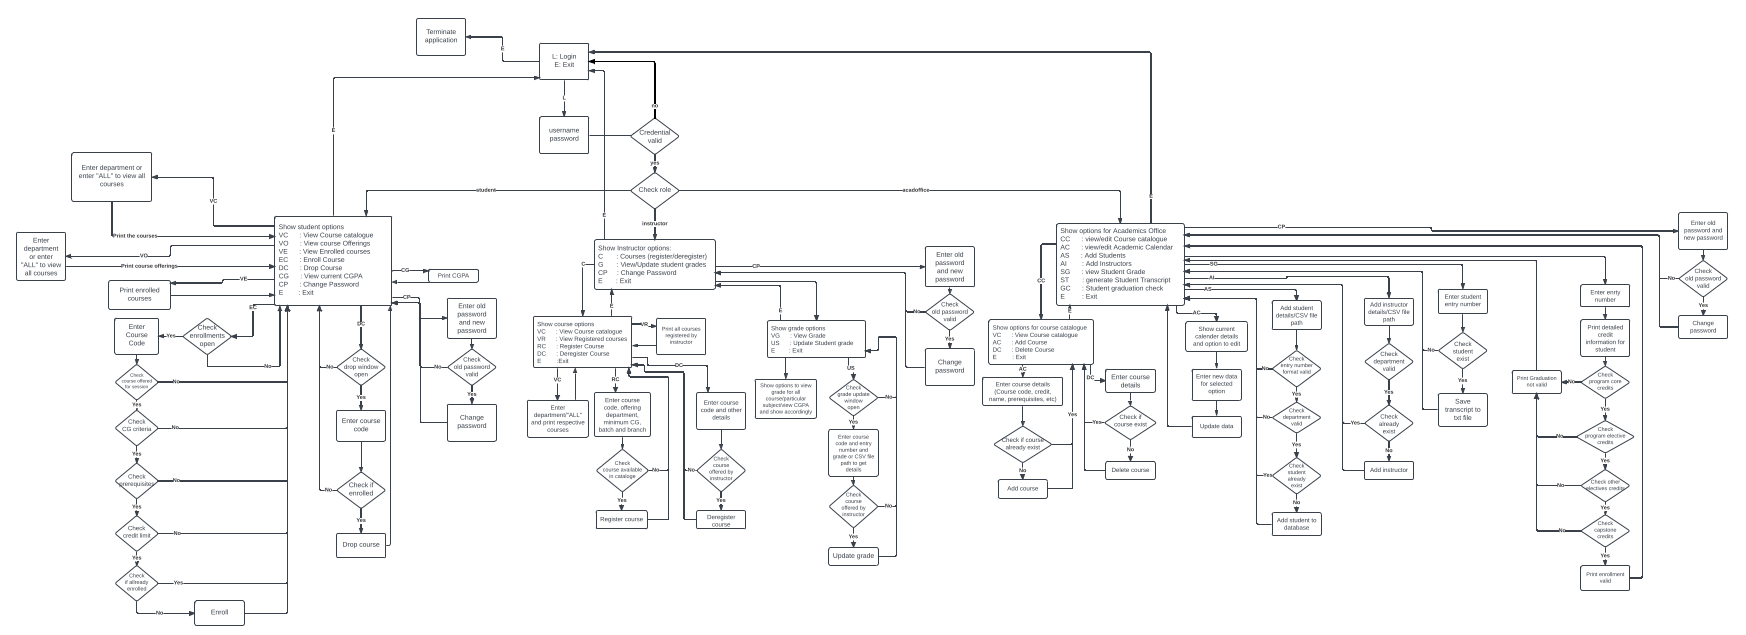 Terminate
application
L: Login
E: Exit
E
L
no
username
password
Credential
valid
yes
Check role
student
acadoffice
instructor
E
E
E
Enter department or
enter "ALL" to view all
courses
VC
Print the courses
Enter
department
or enter
"ALL" to view
all courses
VO
Print course offerings
VE
Print enrolled
courses
Show student options
VC : View Course catalogue
VO : View course Offerings
VE : View Enrolled courses
EC : Enroll Course
DC : Drop Course
CG : View current CGPA
CP : Change Password
E : Exit
CG
Print CGPA
CP
Enter old
password
and new
password
Check
old password
valid
No
Yes
Change
password
EC
Check
enrollments
open
Yes
No
Enter
Course
Code
Check
course offered
for session
No
Yes
Check
CG criteria
No
Yes
Check
prerequisites
No
Yes
Check
credit limit
No
Yes
Check
if allready
enrolled
Yes
No
Enroll
DC
Check
drop window
open
No
Yes
Enter course
code
Check if
enrolled
No
Yes
Drop course
Show Instructor options:
C : Courses (register/deregister)
G : View/Update student grades
CP : Change Password
E : Exit
C
CP
Enter old
password
and new
password
Check
old password
valid
No
Yes
Change
password
E
E
Show course options
VC : View Course catalogue
VR : View Registered courses
RC : Register Course
DC : Deregister Course
E :Exit
VR
Print all courses
registered by
instructor
VC
RC
DC
Enter
department/"ALL"
and print respective
courses
Enter course
code, offering
department,
minimum CG,
batch and branch
Check
course available
in cataloge
No
Yes
Register course
Enter course
code and other
details
Check
course
offered by
instructor
No
Yes
Deregister
course
Show grade options
VG : View Grade
US : Update Student grade
E : Exit
US
Show options to view
grade for all
course/particular
subject/view CGPA
and show accordingly
Check
grade update
window
open
No
Yes
Enter course
code and entry
number and
grade or CSV file
path to get
details
Check
course
offered by
instructor
No
Yes
Update grade
Show options for Academics Office
CC : view/edit Course catalogue
AC : view/edit Academic Calendar
AS : Add Students
AI : Add Instructors
SG : view Student Grade
ST : generate Student Transcript
GC : Student graduation check
E : Exit
CC
E
Show options for course catalogue
VC : View Course catalogue
AC : Add Course
DC : Delete Course
E : Exit
AC
DC
Enter course details
(Course code, credit,
name, prerequisites, etc)
Check if course
already exist
Yes
No
Add course
Enter course
details
Check if
course exist
Yes
No
Delete course
AC
Show current
calender details
and option to edit
Enter new data
for selected
option
Update data
AS
Add student
details/CSV file
path
Check
entry number
format valid
No
Yes
Check
department
valid
No
Yes
Check
student
already
exist
Yes
No
Add student to
database
AI
Add instructor
details/CSV file
path
Check
department
valid
No
Yes
Check
already
exist
Yes
No
Add instructor
SG
Enter student
entry number
Check
student
exist
No
Yes
Save
transcript to
txt file
Enter enrty
number
Print detailed
credit
information for
student
Check
program core
credits
No
Print Graduation
not valid
Yes
Check
program elective
credits
No
Yes
Check other
electives credits
No
Yes
Check
capstone
credits
No
Yes
Print enrollment
valid
CP
Enter old
password and
new password
Check
old password
valid
No
Yes
Change
password